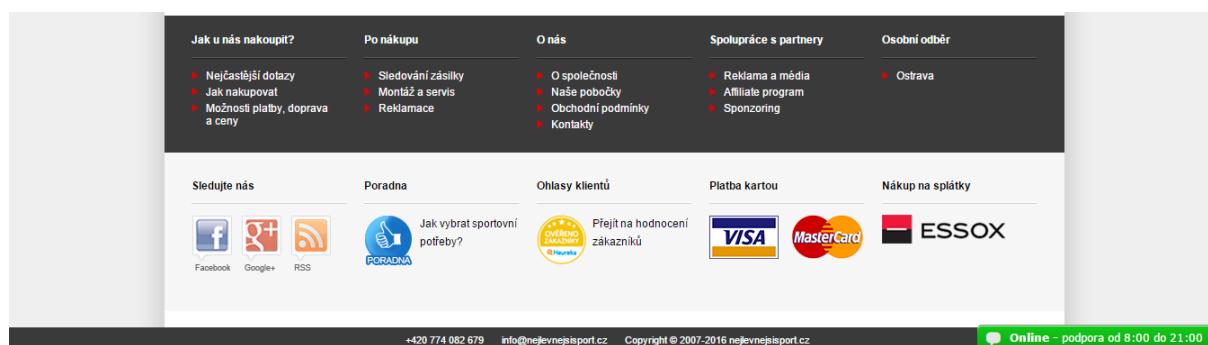 Jak u nás nakoupit?
Nejčastější dotazy
Jak nakupovat
Možnosti platby, doprava
a ceny
Po nákupu
Sledování zásilky
Montáž a servis
Reklamace
O nás
O společnosti
Naše pobočky
Obchodní podmínky
Kontakty
Spolupráce s partnery
Reklama a média
Affiliate program
Sponzoring
Osobní odběr
Ostrava
Sledujte nás
Facebook
Google+
RSS
Poradna
PORADNA
Jak vybrat sportovní
potřeby?
Ohlasy klientů
OVĚŘENO
ZÁKAZNÍKY
Heureka
Přejít na hodnocení
zákazníků
Platba kartou
VISA
MasterCard
Nákup na splátky
ESSOX
+420 774 082 679 info@nejlevnejsisport.cz Copyright © 2007-2016 nejlevnejsisport.cz
Online - podpora od 8:00 do 21:00